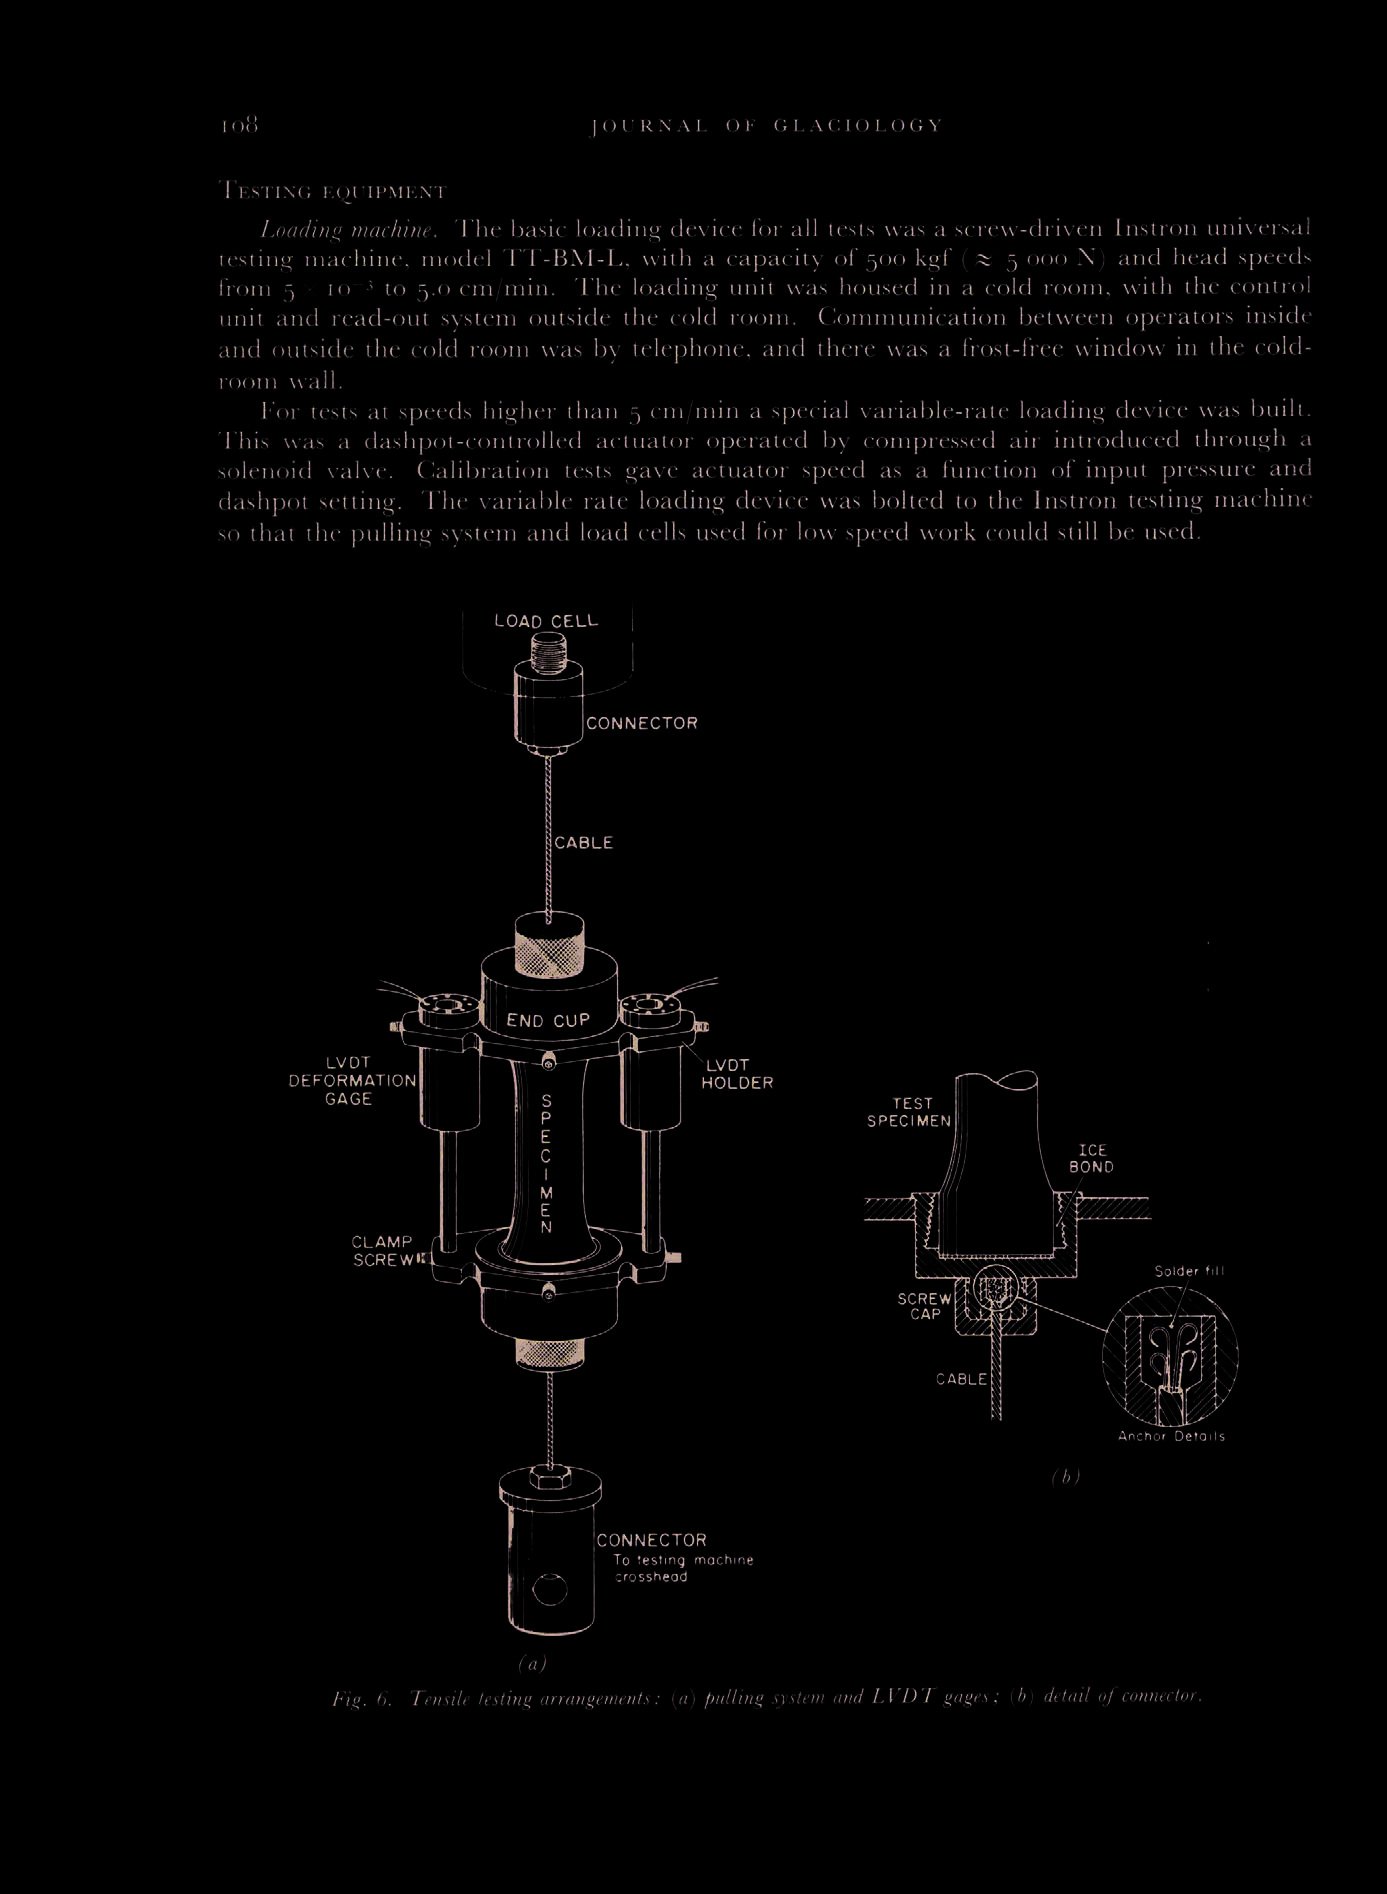 108
JOURNAL OF GLACIOLOGY
TESTING EQUIPMENT
Loading machine. The basic loading device for all tests was a screw-driven Instron universal
testing machine, model TT-BM-L, with a capacity of 500 kgf (≈ 5 000 N) and head speeds
from 5 × 10⁻³ to 5.0 cm/min. The loading unit was housed in a cold room, with the control
unit and read-out system outside the cold room. Communication between operators inside
and outside the cold room was by telephone, and there was a frost-free window in the cold-
room wall.
For tests at speeds higher than 5 cm/min a special variable-rate loading device was built.
This was a dashpot-controlled actuator operated by compressed air introduced through a
solenoid valve. Calibration tests gave actuator speed as a function of input pressure and
dashpot setting. The variable rate loading device was bolted to the Instron testing machine
so that the pulling system and load cells used for low speed work could still be used.
LOAD CELL
CONNECTOR
CABLE
END CUP
LVDT
DEFORMATION
GAGE
LVDT
HOLDER
SPECIMEN
CLAMP
SCREW
CONNECTOR
To testing machine
crosshead
(a)
TEST
SPECIMEN
ICE
BOND
SCREW
CAP
Solder fill
CABLE
Anchor Details
(b)
Fig. 6. Tensile testing arrangements: (a) pulling system and LVDT gages; (b) detail of connector.